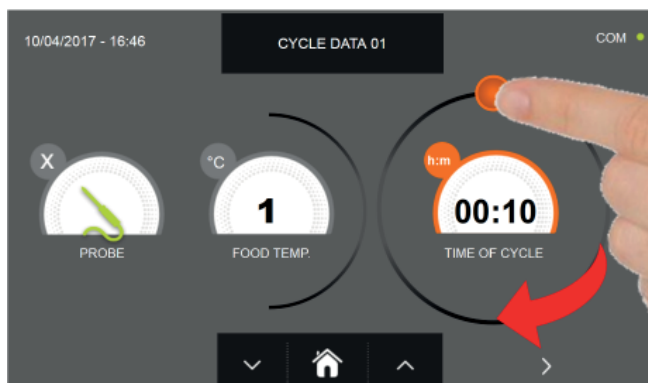 10/04/2017 - 16:46
CYCLE DATA 01
COM
X
°C
h:m
1
00:10
PROBE
FOOD TEMP.
TIME OF CYCLE